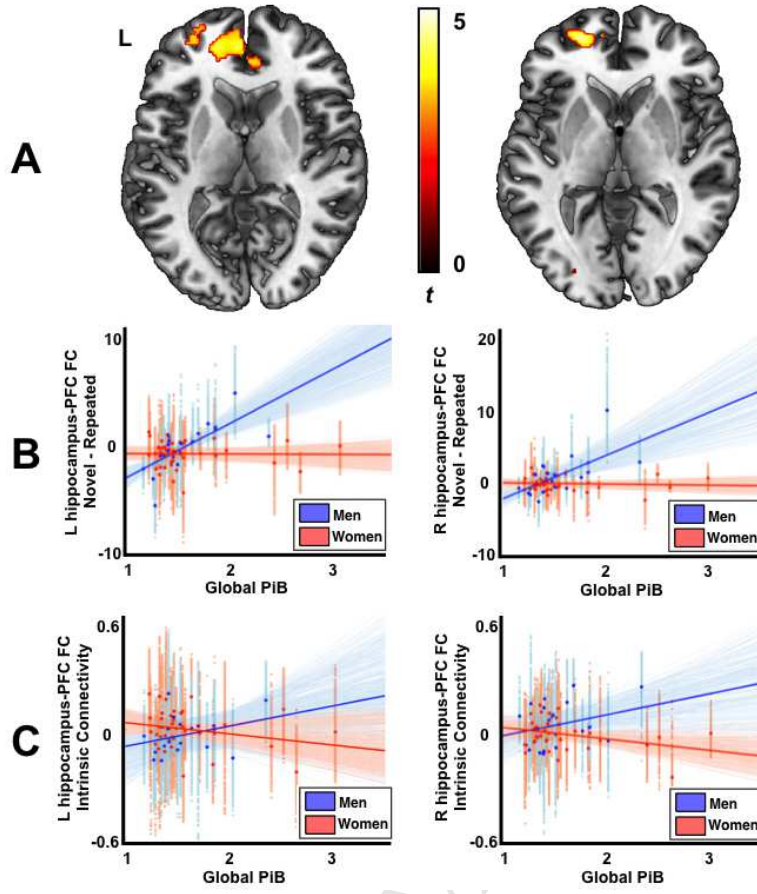 A
L
5
0
t
B
L hippocampus-PFC FC
Novel - Repeated
10
0
-10
1
2
3
Global PiB
Men
Women
R hippocampus-PFC FC
Novel - Repeated
20
10
0
-10
1
2
3
Global PiB
Men
Women
C
L hippocampus-PFC FC
Intrinsic Connectivity
0.6
0
-0.6
1
2
3
Global PiB
Men
Women
R hippocampus-PFC FC
Intrinsic Connectivity
0.6
0
-0.6
1
2
3
Global PiB
Men
Women